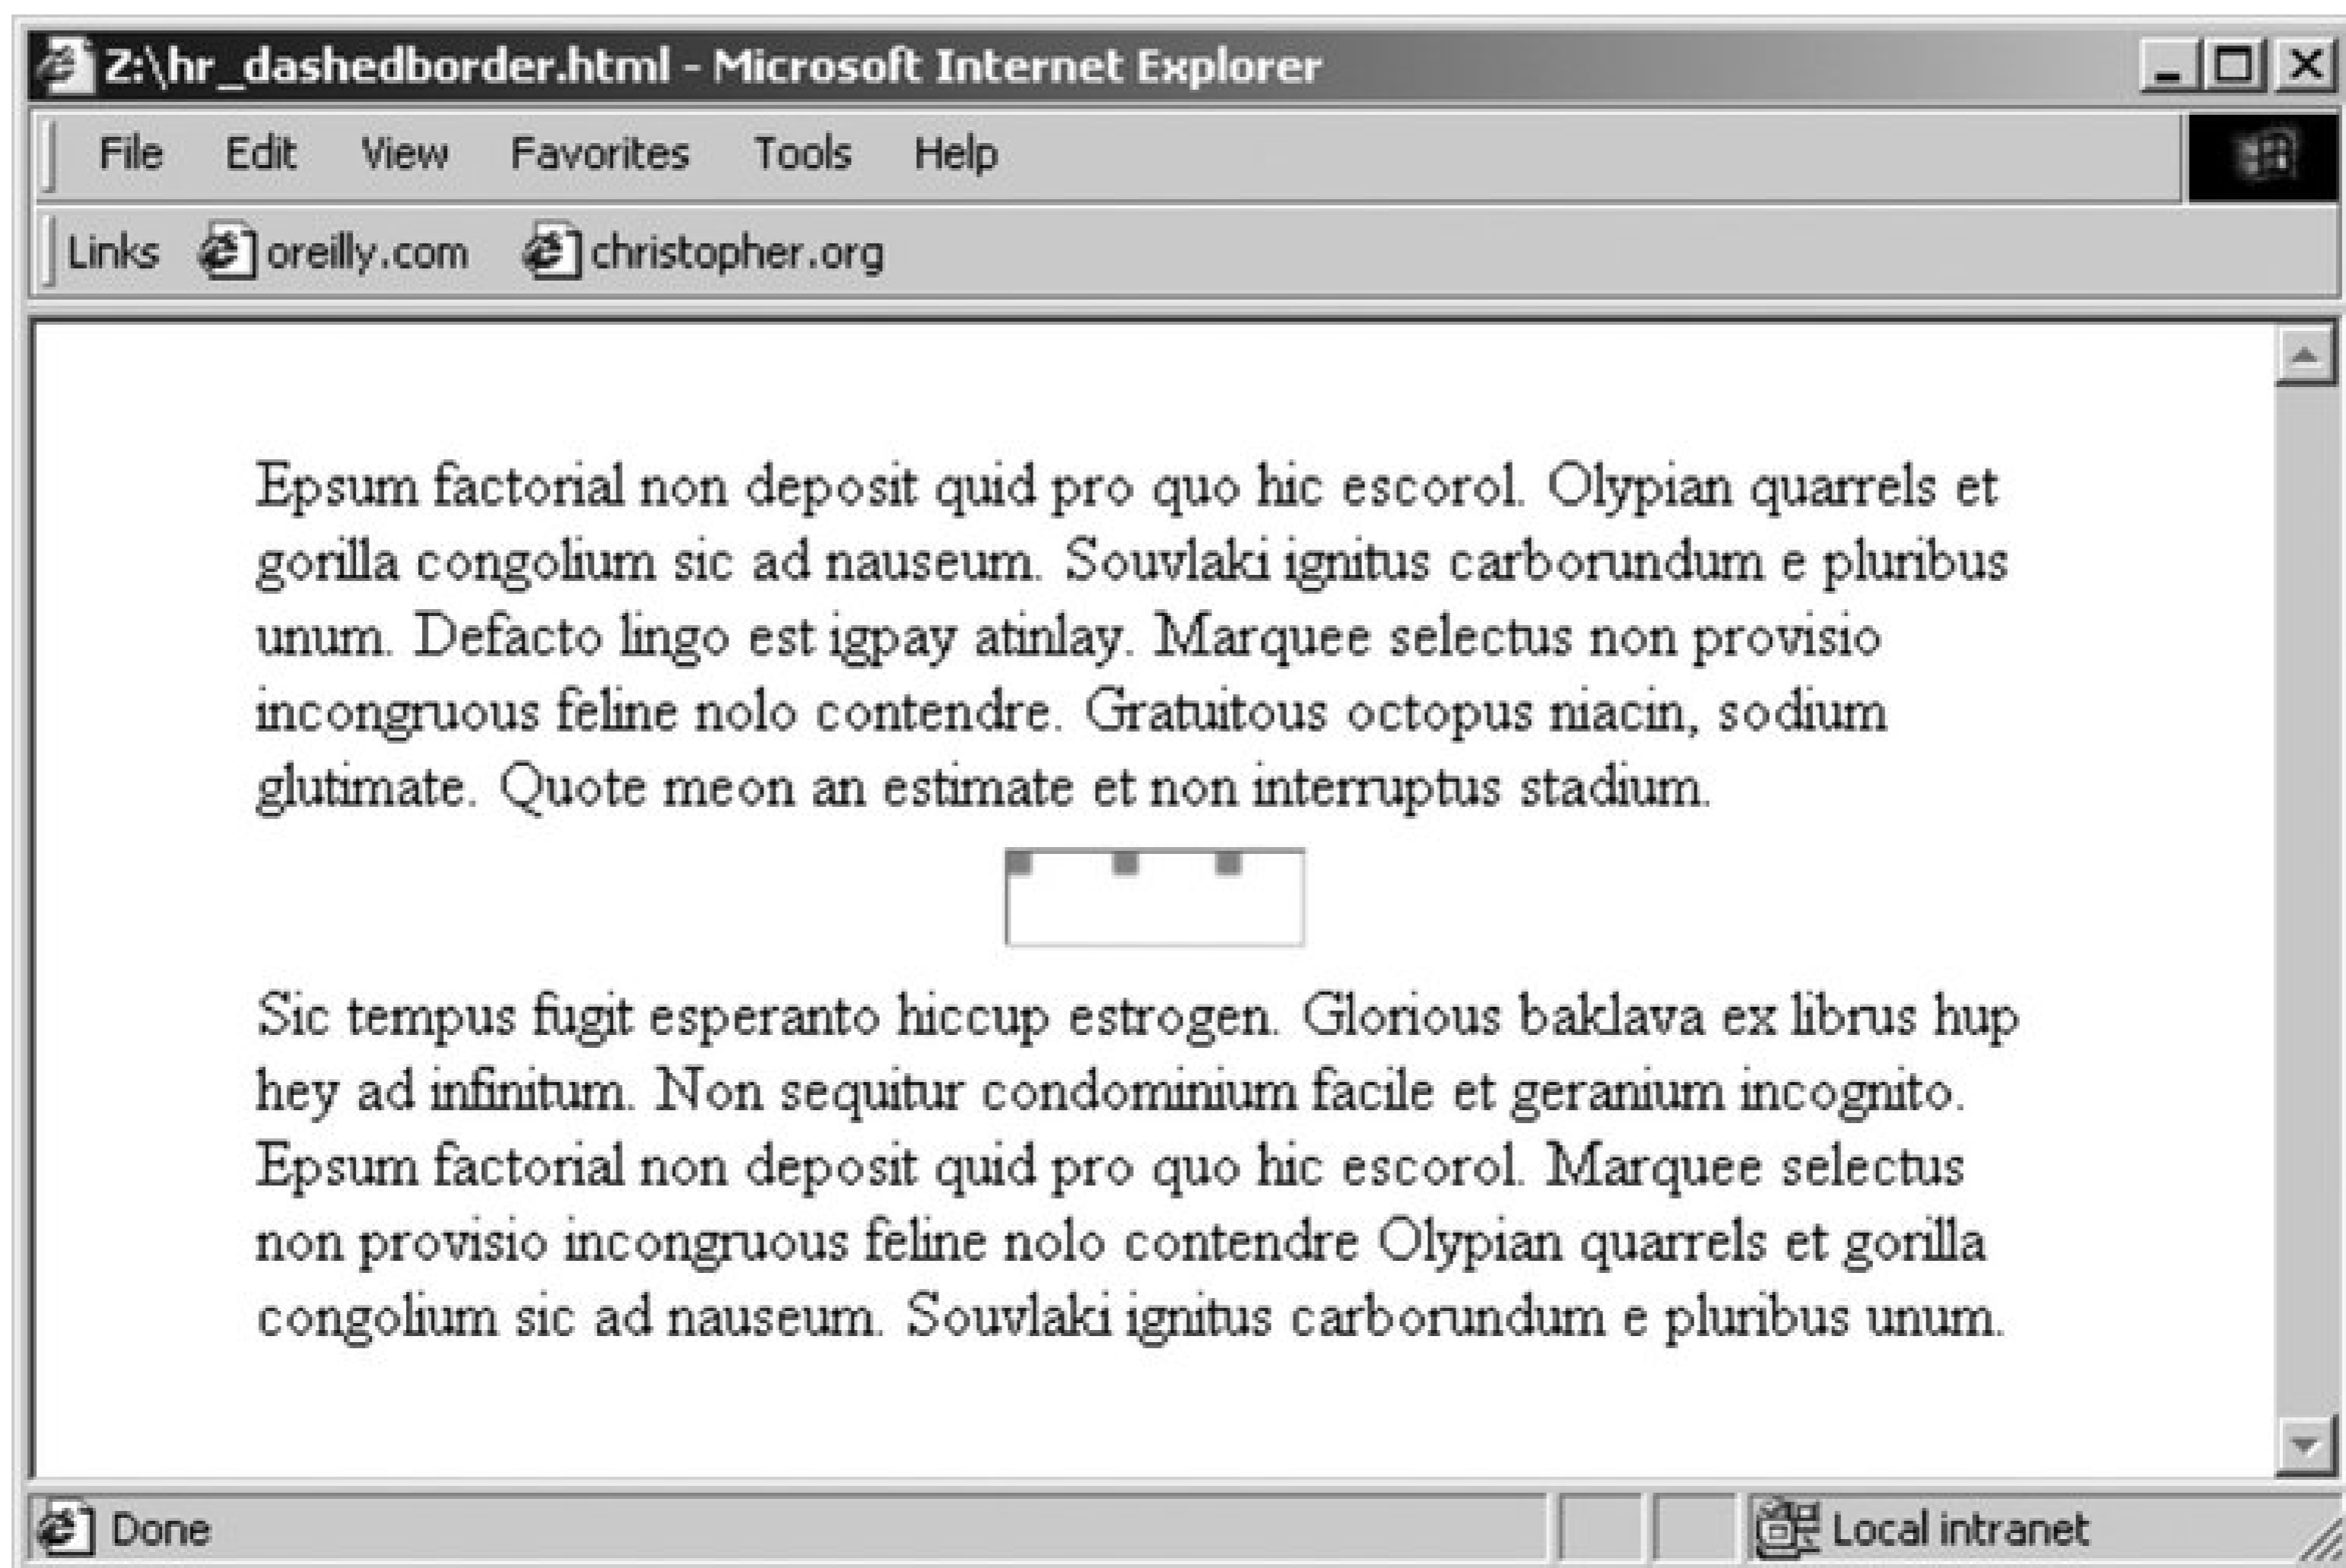 Z:\hr_dashedborder.html - Microsoft Internet Explorer
File Edit View Favorites Tools Help
Links oreilly.com christopher.org
Epsum factorial non deposit quid pro quo hic escorol. Olypian quarrels et
gorilla congolium sic ad nauseum. Souvlaki ignitus carborundum e pluribus
unum. Defacto lingo est igpay atinlay. Marquee selectus non provisio
incongruous feline nolo contendre. Gratuitous octopus niacin, sodium
glutimate. Quote meon an estimate et non interruptus stadium.
Sic tempus fugit esperanto hiccup estrogen. Glorious baklava ex librus hup
hey ad infinitum. Non sequitur condominium facile et geranium incognito.
Epsum factorial non deposit quid pro quo hic escorol. Marquee selectus
non provisio incongruous feline nolo contendre Olypian quarrels et gorilla
congolium sic ad nauseum. Souvlaki ignitus carborundum e pluribus unum.
Done Local intranet